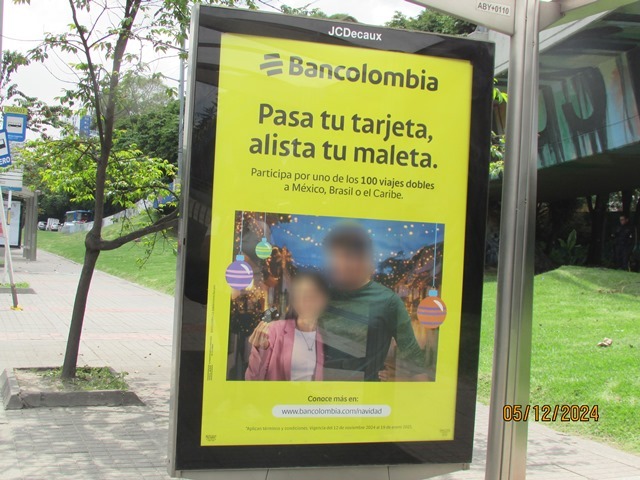 ABY+0110
JCDecaux
Bancolombia
Pasa tu tarjeta,
alista tu maleta.
Participa por uno de los 100 viajes dobles
a México, Brasil o el Caribe.
Conoce más en:
www.bancolombia.com/navidad
05/12/2024